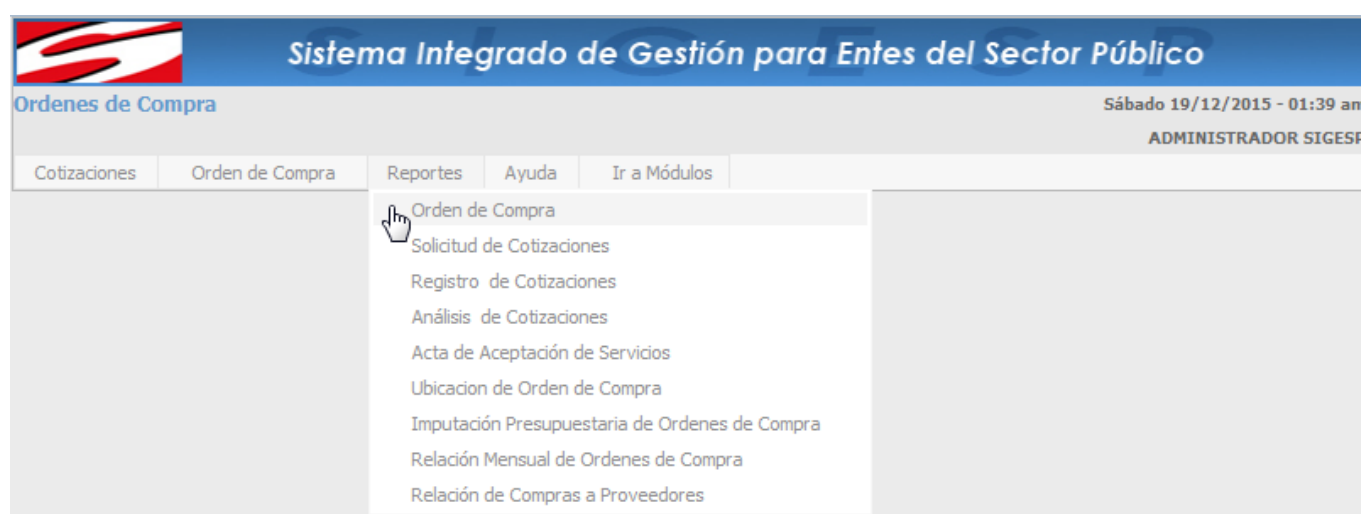 S I G E S P
Sistema Integrado de Gestión para Entes del Sector Público
Ordenes de Compra
Sábado 19/12/2015 - 01:39 am
ADMINISTRADOR SIGESP
Cotizaciones Orden de Compra Reportes Ayuda Ir a Módulos
Orden de Compra
Solicitud de Cotizaciones
Registro de Cotizaciones
Análisis de Cotizaciones
Acta de Aceptación de Servicios
Ubicacion de Orden de Compra
Imputación Presupuestaria de Ordenes de Compra
Relación Mensual de Ordenes de Compra
Relación de Compras a Proveedores